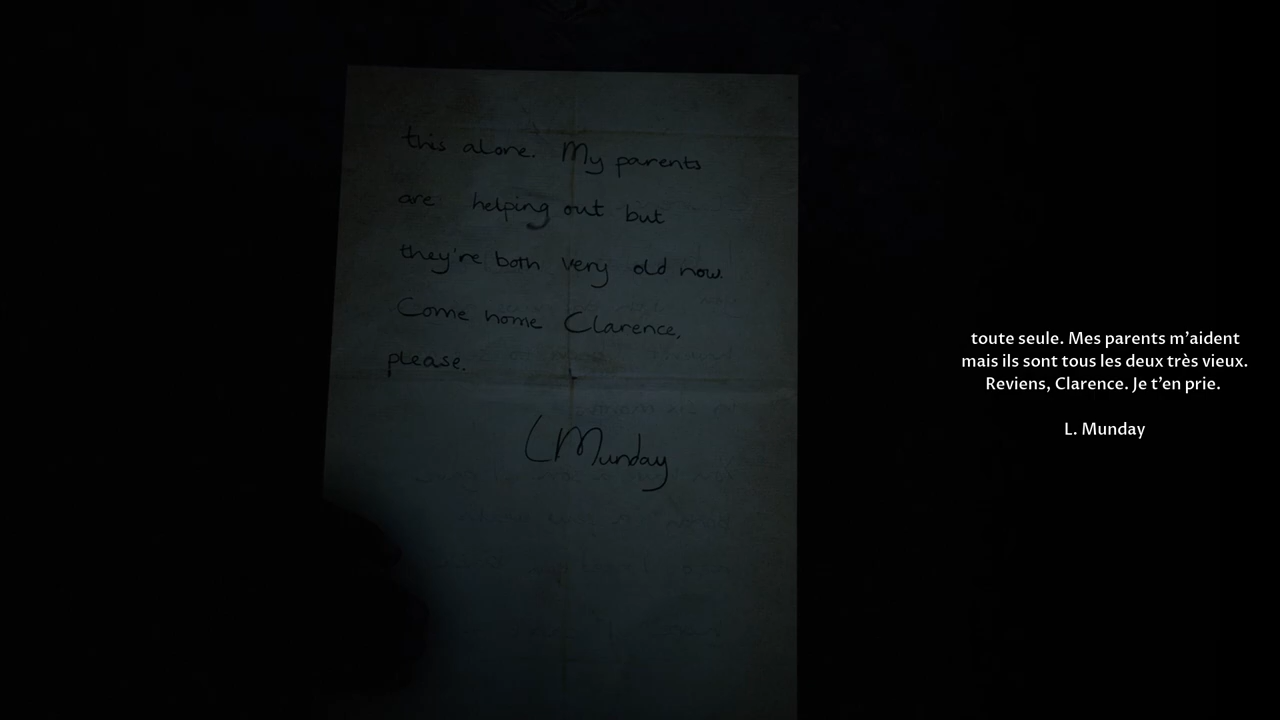 this alone. My parents
are helping out but
they're both very old now.
Come home Clarence,
please.
L Munday
toute seule. Mes parents m'aident
mais ils sont tous les deux très vieux.
Reviens, Clarence. Je t'en prie.
L. Munday